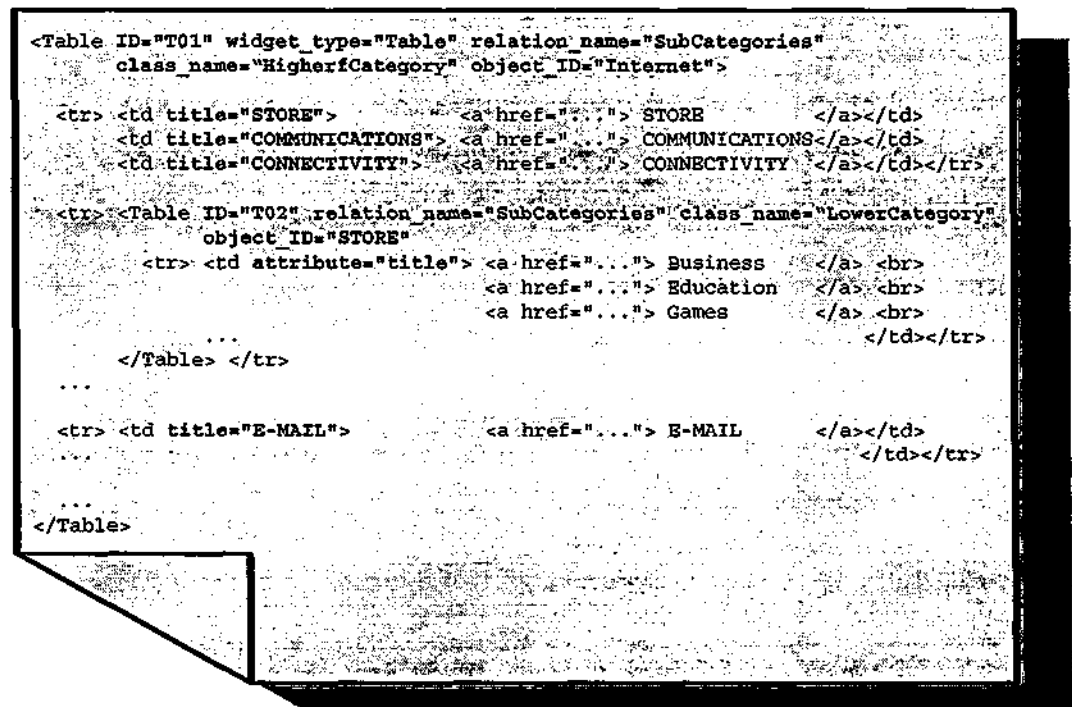 <Table ID="T01" widget_type="Table" relation_name="SubCategories"
class_name="HigherfCategory" object_ID="Internet">
<tr> <td title="STORE"> <a href="..."> STORE </a></td>
<td title="COMMUNICATIONS"> <a href="..."> COMMUNICATIONS</a></td>
<td title="CONNECTIVITY"> <a href="..."> CONNECTIVITY </a></td></tr>
<tr> <Table ID="T02" relation_name="SubCategories" class_name="LowerCategory"
object_ID="STORE"
<tr> <td attribute="title"> <a href="..."> Business </a> <br>
<a href="..."> Education </a> <br>
<a href="..."> Games </a> <br>
... </td></tr>
</Table> </tr>
...
<tr> <td title="E-MAIL"> <a href="..."> E-MAIL </a></td>
... </td></tr>
...
</Table>